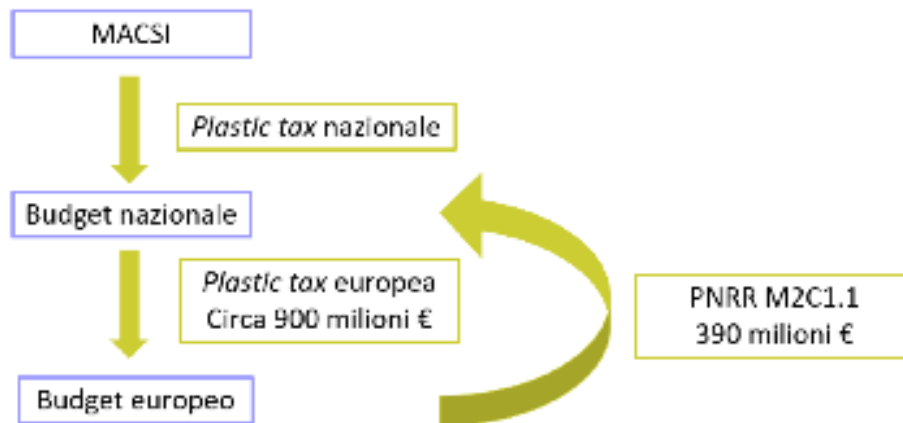 MACSI
Plastic tax nazionale
Budget nazionale
Plastic tax europea
Circa 900 milioni €
PNRR M2C1.1
390 milioni €
Budget europeo